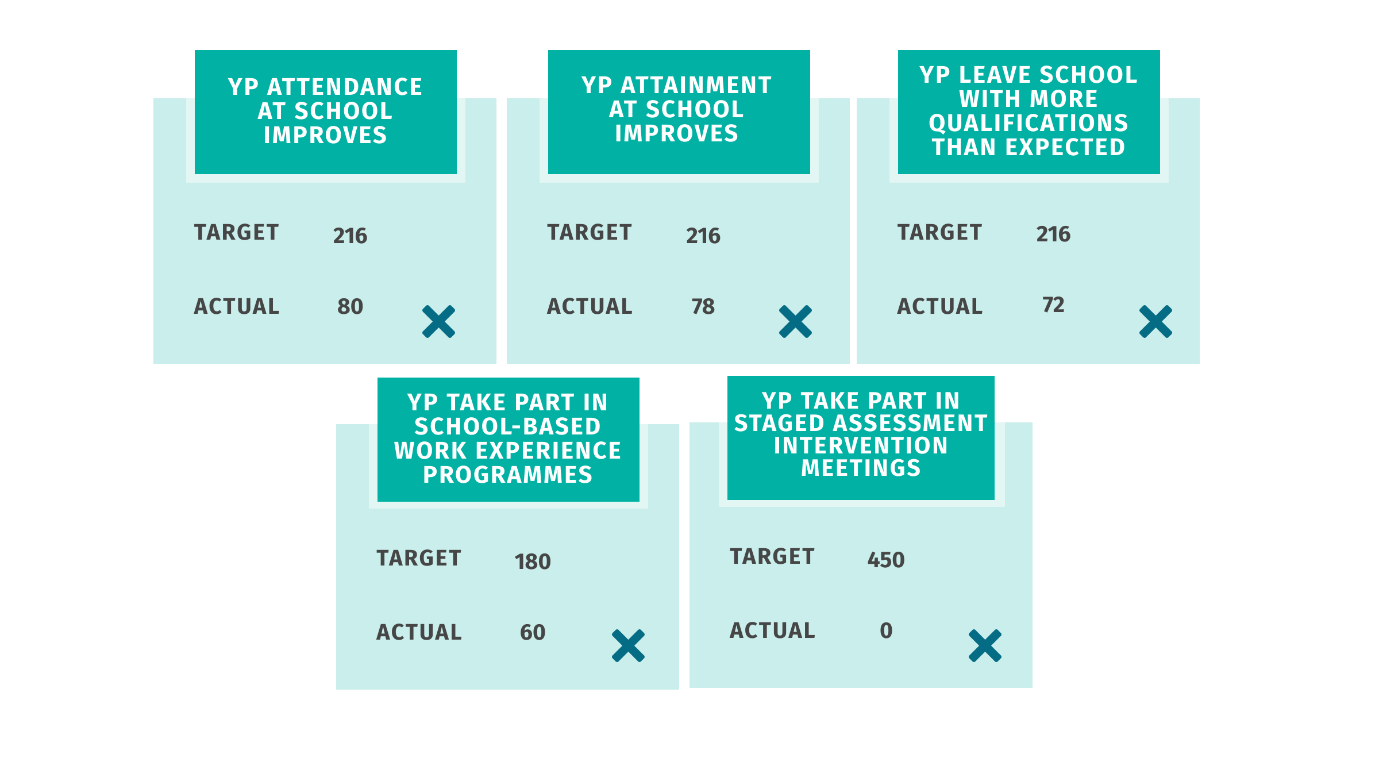 YP ATTENDANCE
AT SCHOOL
IMPROVES
TARGET 216
ACTUAL 80
YP ATTAINMENT
AT SCHOOL
IMPROVES
TARGET 216
ACTUAL 78
YP LEAVE SCHOOL
WITH MORE
QUALIFICATIONS
THAN EXPECTED
TARGET 216
ACTUAL 72
YP TAKE PART IN
SCHOOL-BASED
WORK EXPERIENCE
PROGRAMMES
TARGET 180
ACTUAL 60
YP TAKE PART IN
STAGED ASSESSMENT
INTERVENTION
MEETINGS
TARGET 450
ACTUAL 0